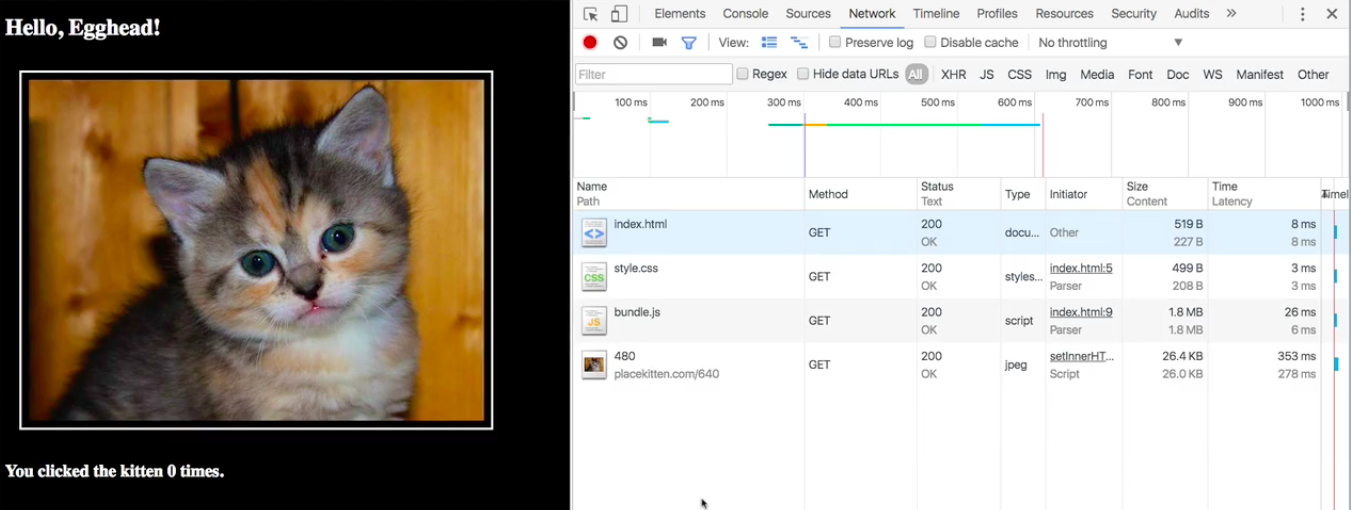 Hello, Egghead!
You clicked the kitten 0 times.
Elements Console Sources Network Timeline Profiles Resources Security Audits »
View: Preserve log Disable cache No throttling
Filter Regex Hide data URLs All XHR JS CSS Img Media Font Doc WS Manifest Other
100 ms 200 ms 300 ms 400 ms 500 ms 600 ms 700 ms 800 ms 900 ms 1000 ms
Name Method Status Type Initiator Size Time
Path Text Content Latency
index.html GET 200 docu... Other 519 B 8 ms
OK 227 B 8 ms
CSS style.css GET 200 styles... index.html:5 499 B 3 ms
OK Parser 208 B 3 ms
JS bundle.js GET 200 script index.html:9 1.8 MB 26 ms
OK Parser 1.8 MB 6 ms
480 GET 200 jpeg setInnerHT... 26.4 KB 353 ms
placekitten.com/640 OK Script 26.0 KB 278 ms